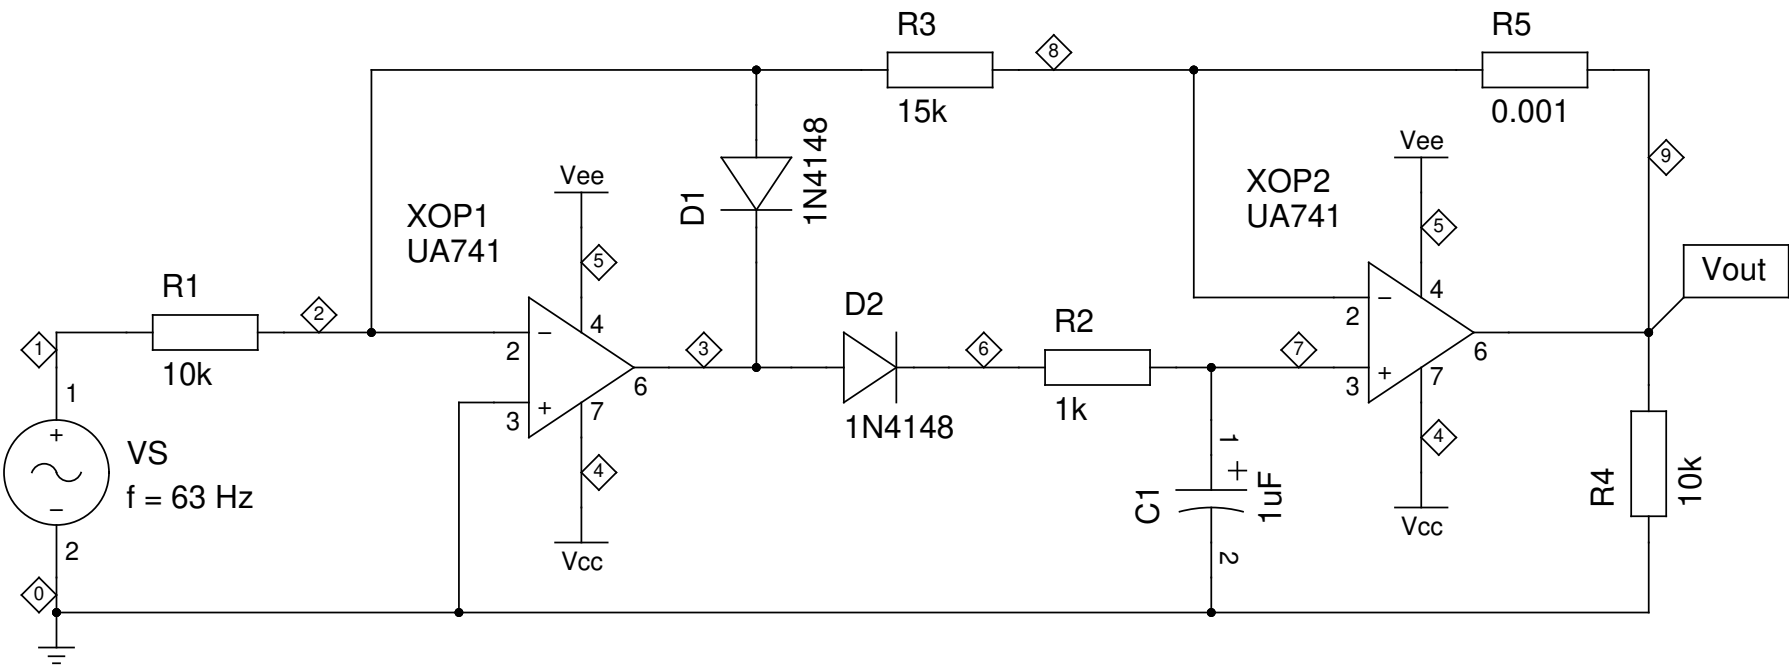 R3
8
R5
15k
0.001
Vee
9
1N4148
Vee
D1
XOP1
UA741
XOP2
UA741
5
5
Vout
R1
2
D2
R2
4
4
−
2
−
2
3
6
7
1
10k
6
6
1
+
3
7
1k
+
3
7
1N4148
4
4
+
VS
f = 63 Hz
−
1
+
C1
1uF
2
R4
10k
Vcc
Vcc
2
0